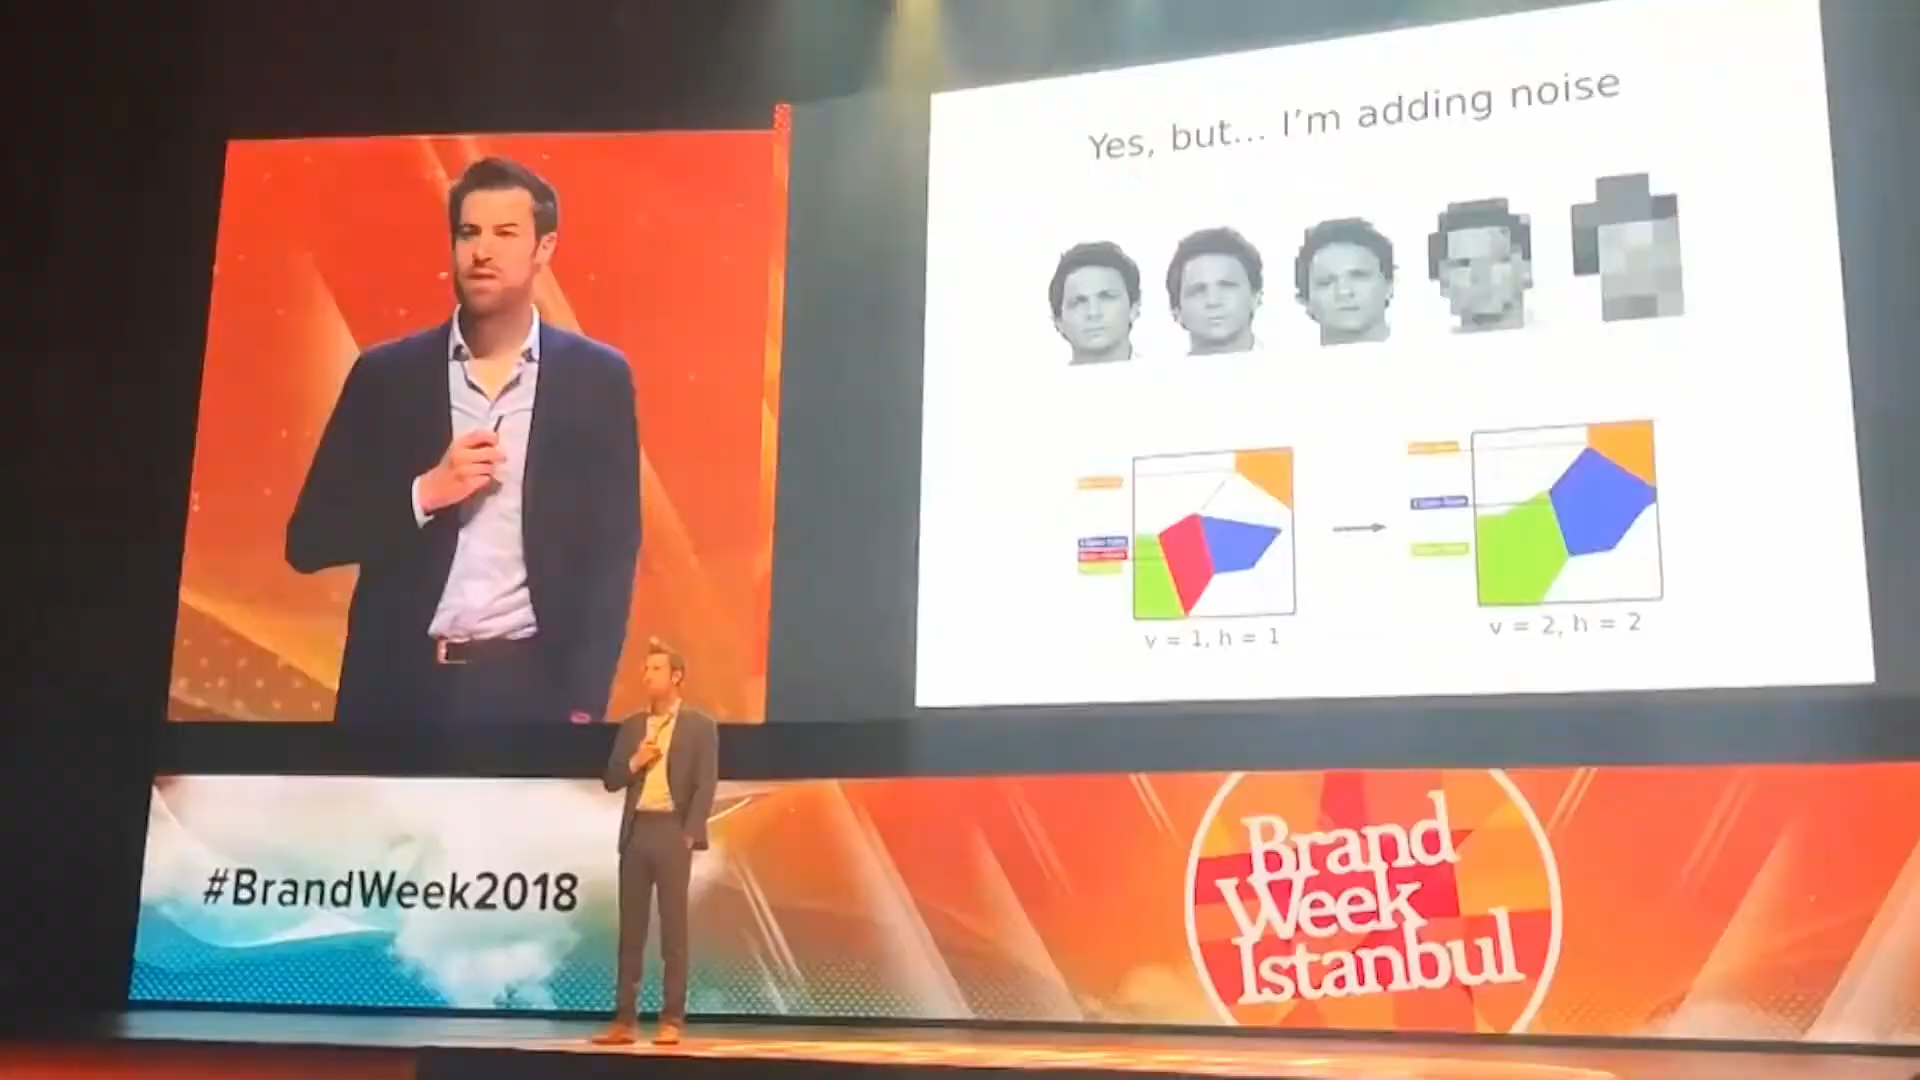 Yes, but... I'm adding noise
v = 1, h = 1
v = 2, h = 2
#BrandWeek2018
Brand
Week
Istanbul